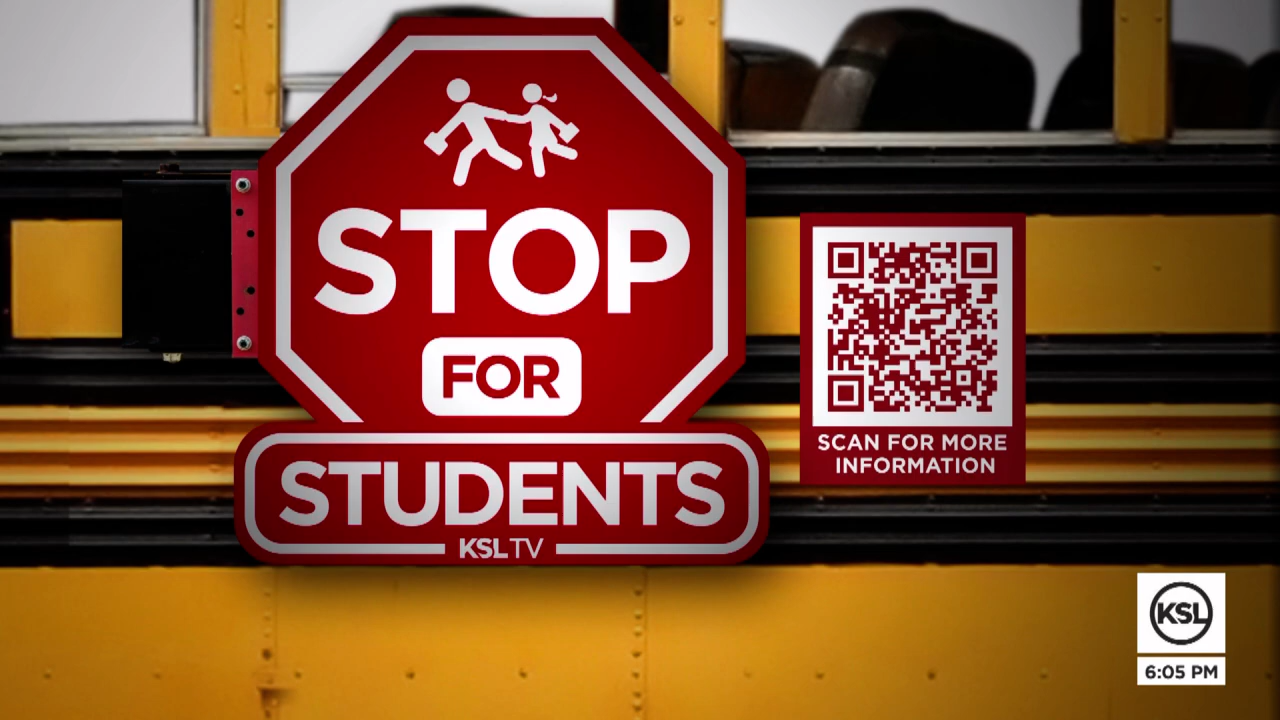 STOP
FOR
STUDENTS
KSLTV
SCAN FOR MORE
INFORMATION
KSL
6:05 PM